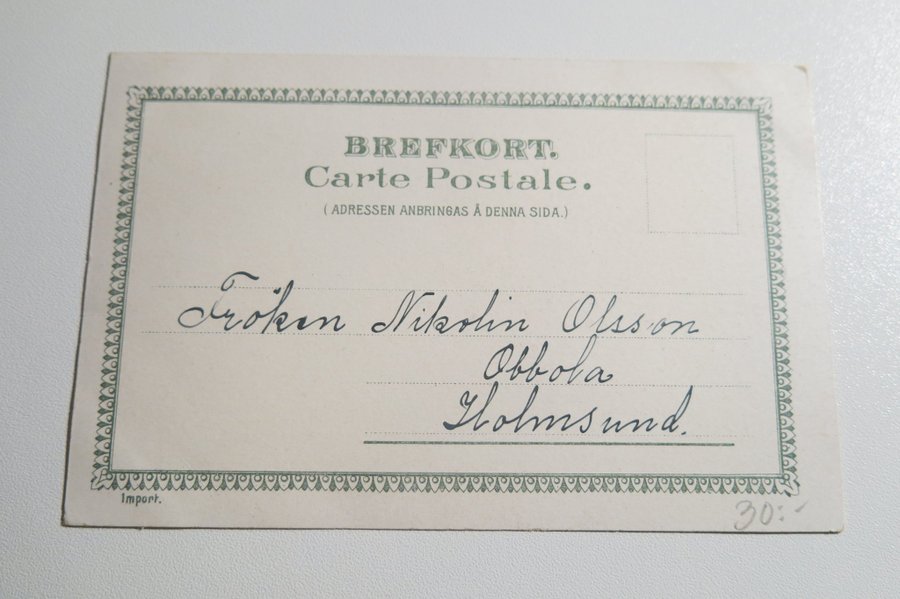 BREFKORT.
Carte Postale.
(ADRESSEN ANBRINGAS Å DENNA SIDA.)
Fröken Nikolin Olsson
Obbola
Holmsund.
Import.
30:-